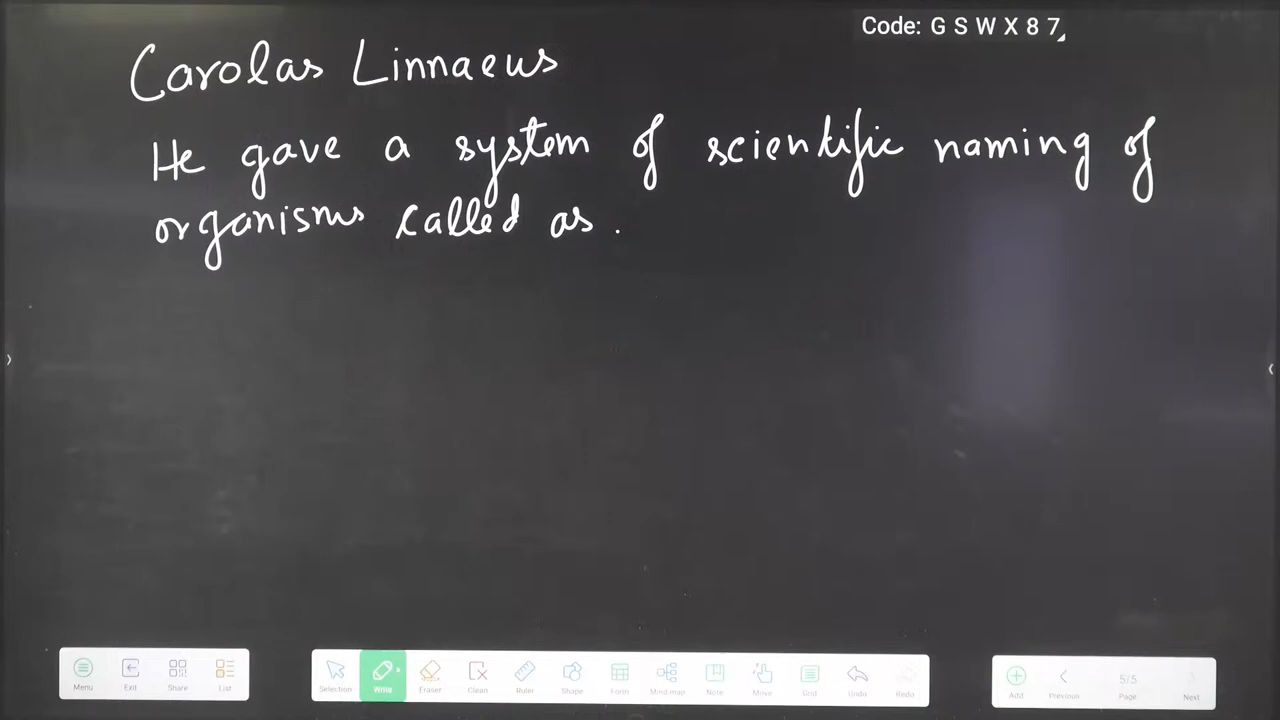 Code: G S W X 8 7
Carolas Linnaeus
He gave a system of scientific naming of
organisms called as .
Menu
Exit
Share
List
Selection
Write
Eraser
Clean
Ruler
Shape
Form
Mind map
Note
Move
Grid
Undo
Redo
Add
Previous
5/5
Page
Next